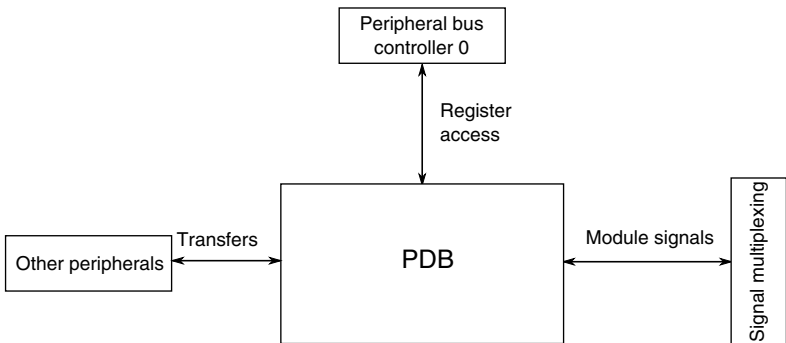 Peripheral bus
controller 0
Register
access
Transfers
Other peripherals
PDB
Module signals
Signal multiplexing